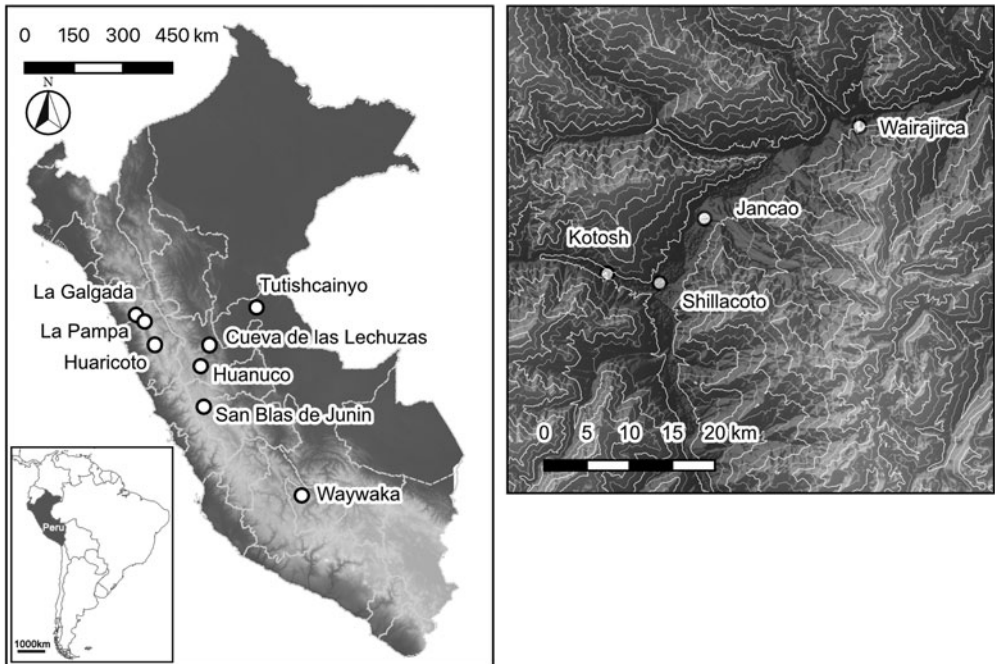 0 150 300 450 km
N
La Galgada
La Pampa
Huaricoto
Tutishcainyo
Cueva de las Lechuzas
Huanuco
San Blas de Junin
Waywaka
Peru
1000km
Wairajirca
Jancao
Kotosh
Shillacoto
0 5 10 15 20 km